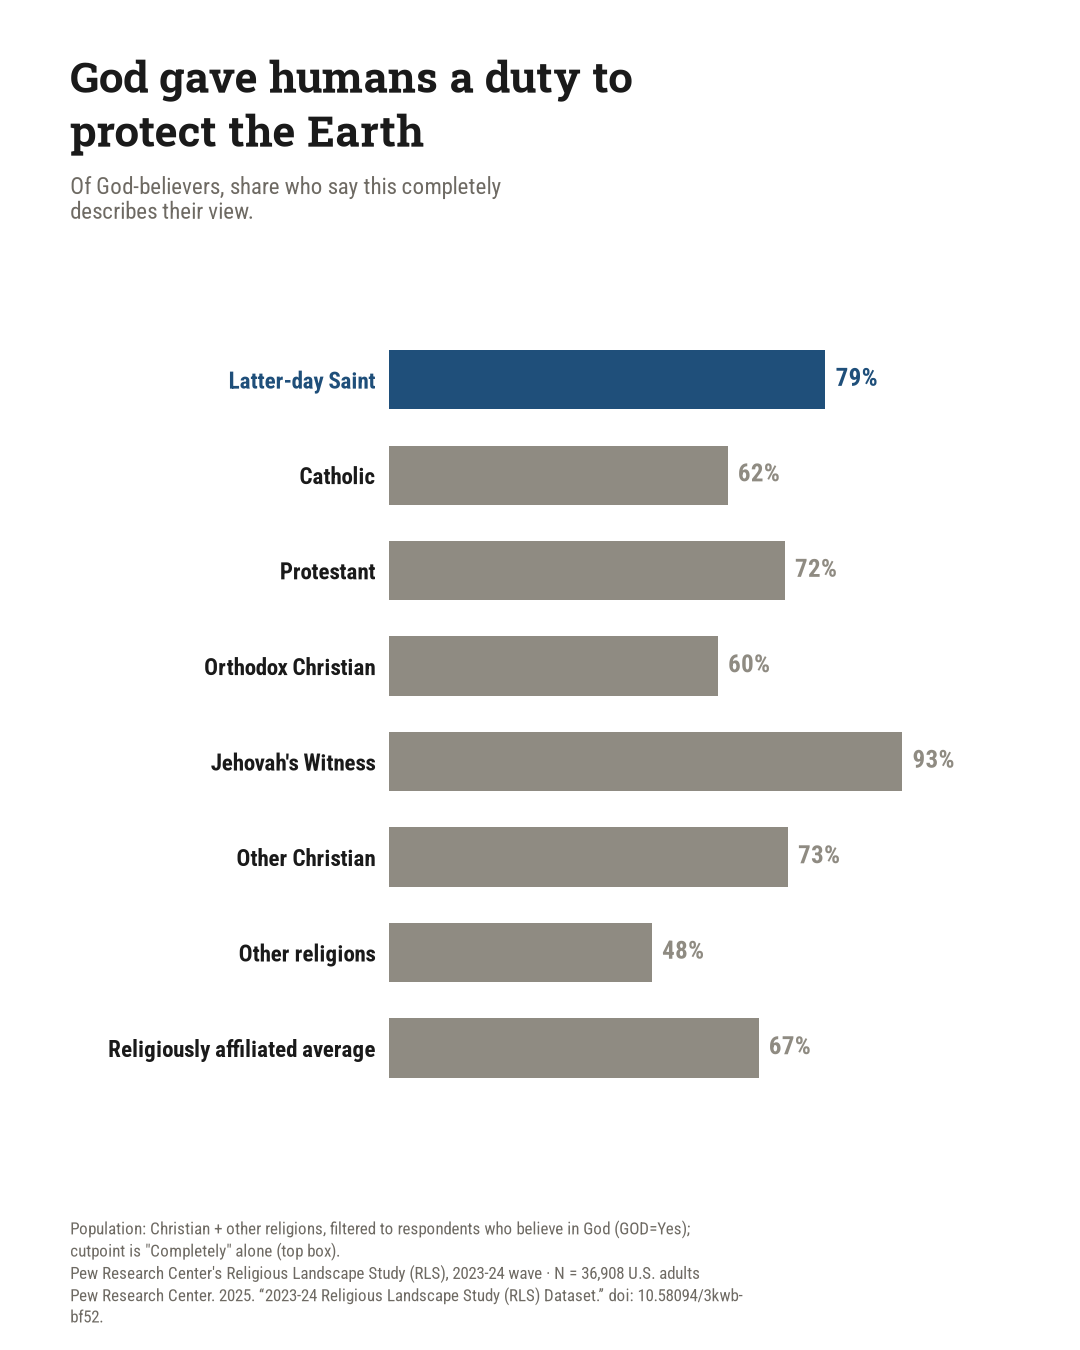 God gave humans a duty to
protect the Earth
Of God-believers, share who say this completely
describes their view.
Latter-day Saint 79%
Catholic 62%
Protestant 72%
Orthodox Christian 60%
Jehovah's Witness 93%
Other Christian 73%
Other religions 48%
Religiously affiliated average 67%
Population: Christian + other religions, filtered to respondents who believe in God (GOD=Yes);
cutpoint is "Completely" alone (top box).
Pew Research Center's Religious Landscape Study (RLS), 2023-24 wave · N = 36,908 U.S. adults
Pew Research Center. 2025. “2023-24 Religious Landscape Study (RLS) Dataset.” doi: 10.58094/3kwb-
bf52.